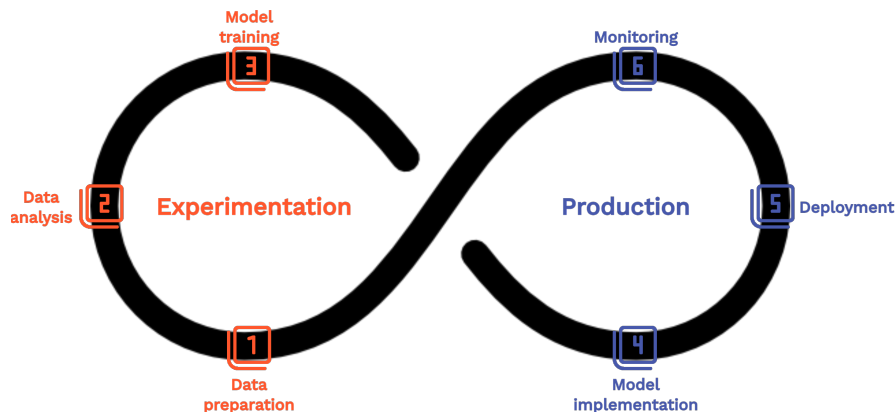 Model
training
3
Monitoring
6
Data
analysis
2
Experimentation
Production
5
Deployment
1
Data
preparation
4
Model
implementation